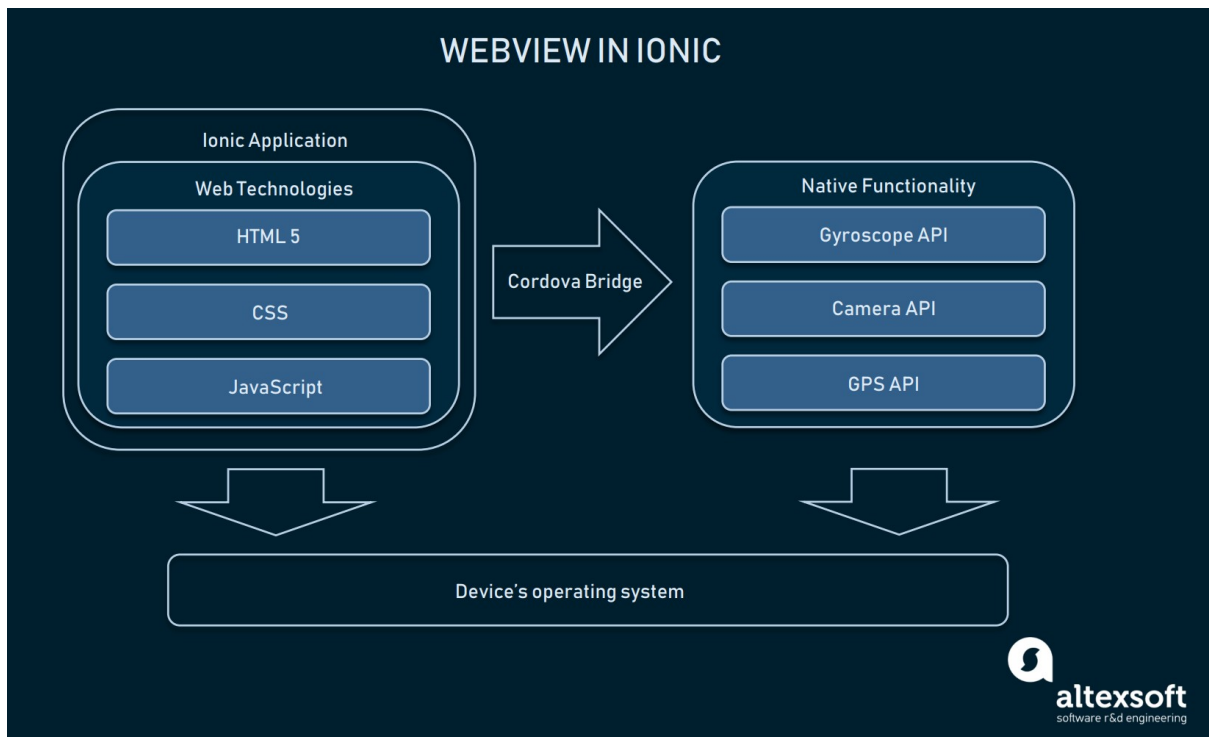 WEBVIEW IN IONIC
Ionic Application
Web Technologies
HTML 5
CSS
JavaScript
Cordova Bridge
Native Functionality
Gyroscope API
Camera API
GPS API
Device's operating system
altexsoft
software r&d engineering